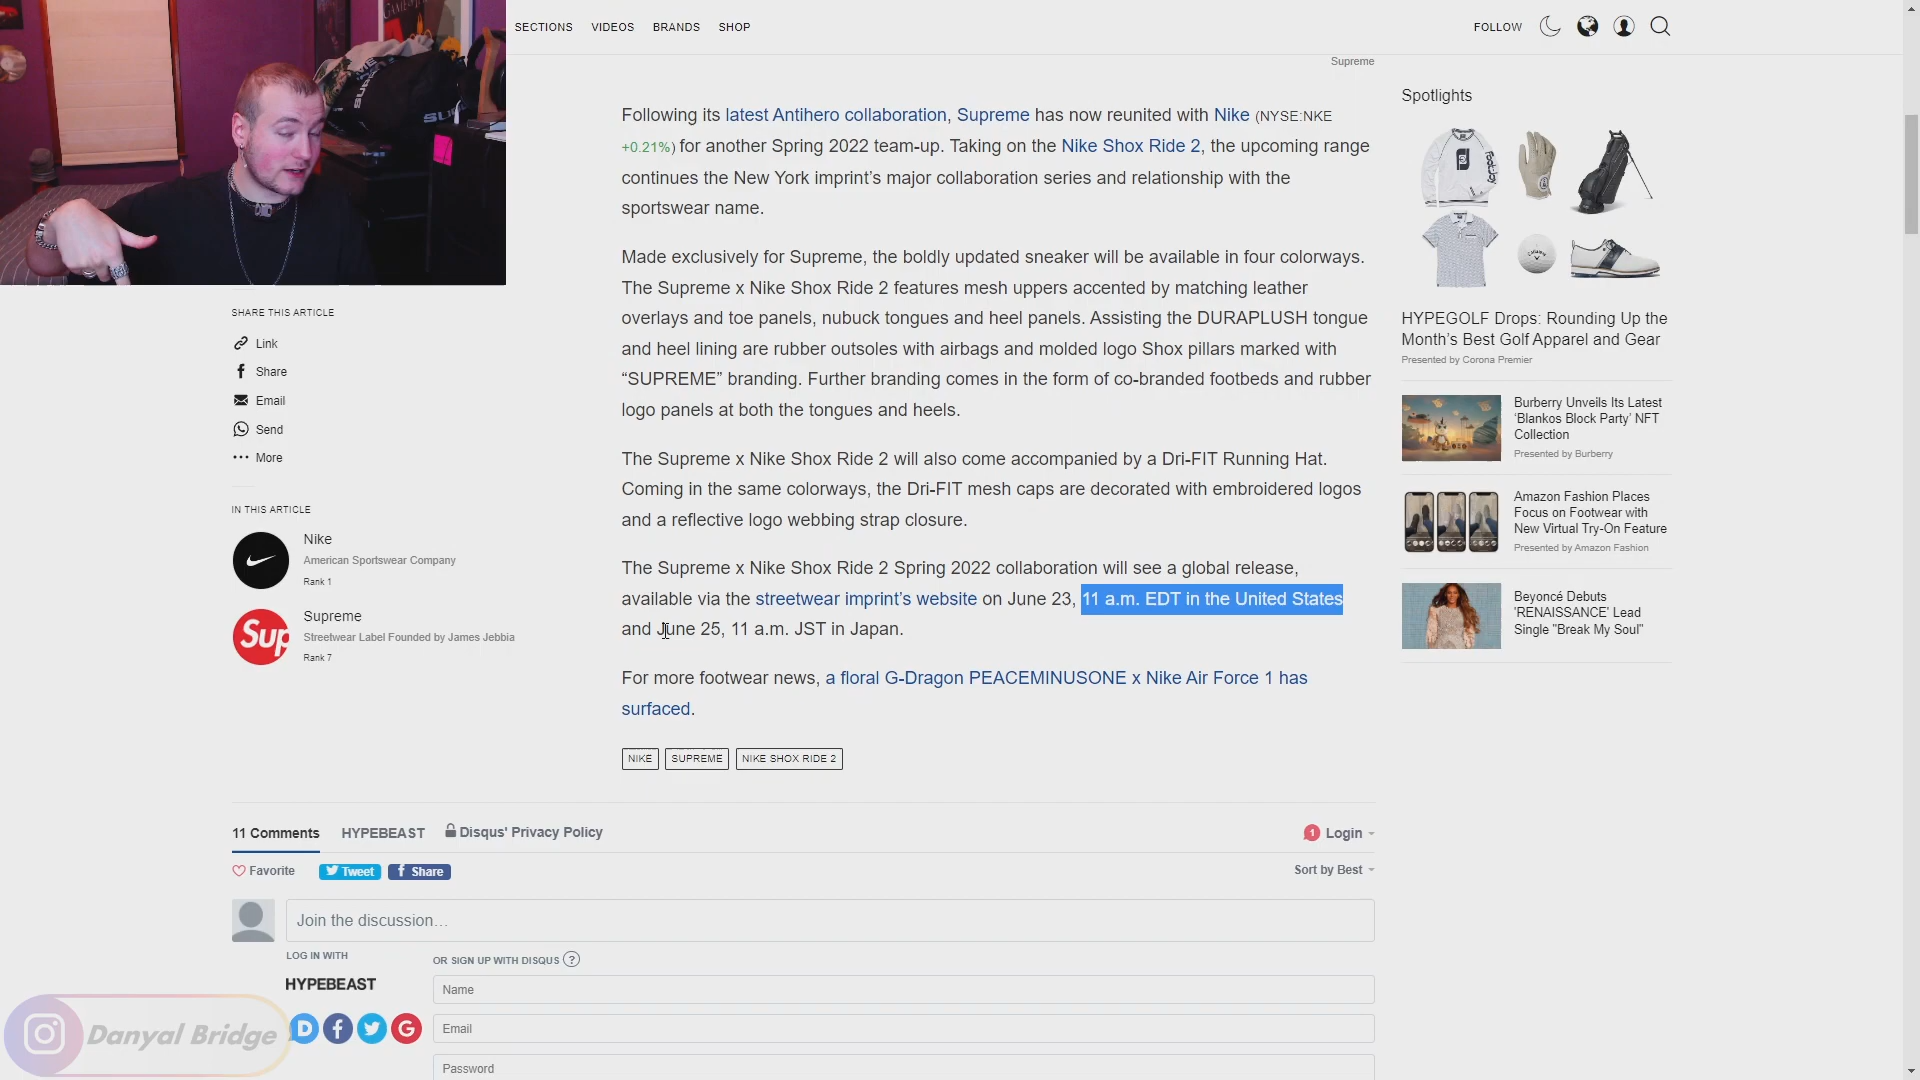 SECTIONS VIDEOS BRANDS SHOP
FOLLOW
Supreme
Following its latest Antihero collaboration, Supreme has now reunited with Nike (NYSE:NKE
+0.21%) for another Spring 2022 team-up. Taking on the Nike Shox Ride 2, the upcoming range
continues the New York imprint’s major collaboration series and relationship with the
sportswear name.
Made exclusively for Supreme, the boldly updated sneaker will be available in four colorways.
The Supreme x Nike Shox Ride 2 features mesh uppers accented by matching leather
overlays and toe panels, nubuck tongues and heel panels. Assisting the DURAPLUSH tongue
and heel lining are rubber outsoles with airbags and molded logo Shox pillars marked with
“SUPREME” branding. Further branding comes in the form of co-branded footbeds and rubber
logo panels at both the tongues and heels.
The Supreme x Nike Shox Ride 2 will also come accompanied by a Dri-FIT Running Hat.
Coming in the same colorways, the Dri-FIT mesh caps are decorated with embroidered logos
and a reflective logo webbing strap closure.
The Supreme x Nike Shox Ride 2 Spring 2022 collaboration will see a global release,
available via the streetwear imprint’s website on June 23, 11 a.m. EDT in the United States
and June 25, 11 a.m. JST in Japan.
For more footwear news, a floral G-Dragon PEACEMINUSONE x Nike Air Force 1 has
surfaced.
NIKE SUPREME NIKE SHOX RIDE 2
SHARE THIS ARTICLE
Link
Share
Email
Send
More
IN THIS ARTICLE
Nike
American Sportswear Company
Rank 1
Sup
Supreme
Streetwear Label Founded by James Jebbia
Rank 7
Spotlights
HYPEGOLF Drops: Rounding Up the
Month’s Best Golf Apparel and Gear
Presented by Corona Premier
Burberry Unveils Its Latest
‘Blankos Block Party’ NFT
Collection
Presented by Burberry
Amazon Fashion Places
Focus on Footwear with
New Virtual Try-On Feature
Presented by Amazon Fashion
Beyoncé Debuts
'RENAISSANCE' Lead
Single "Break My Soul"
11 Comments HYPEBEAST Disqus' Privacy Policy
1 Login
Favorite Tweet Share
Sort by Best
Join the discussion…
LOG IN WITH
HYPEBEAST
OR SIGN UP WITH DISQUS ?
Name
Email
Password
Danyal Bridge